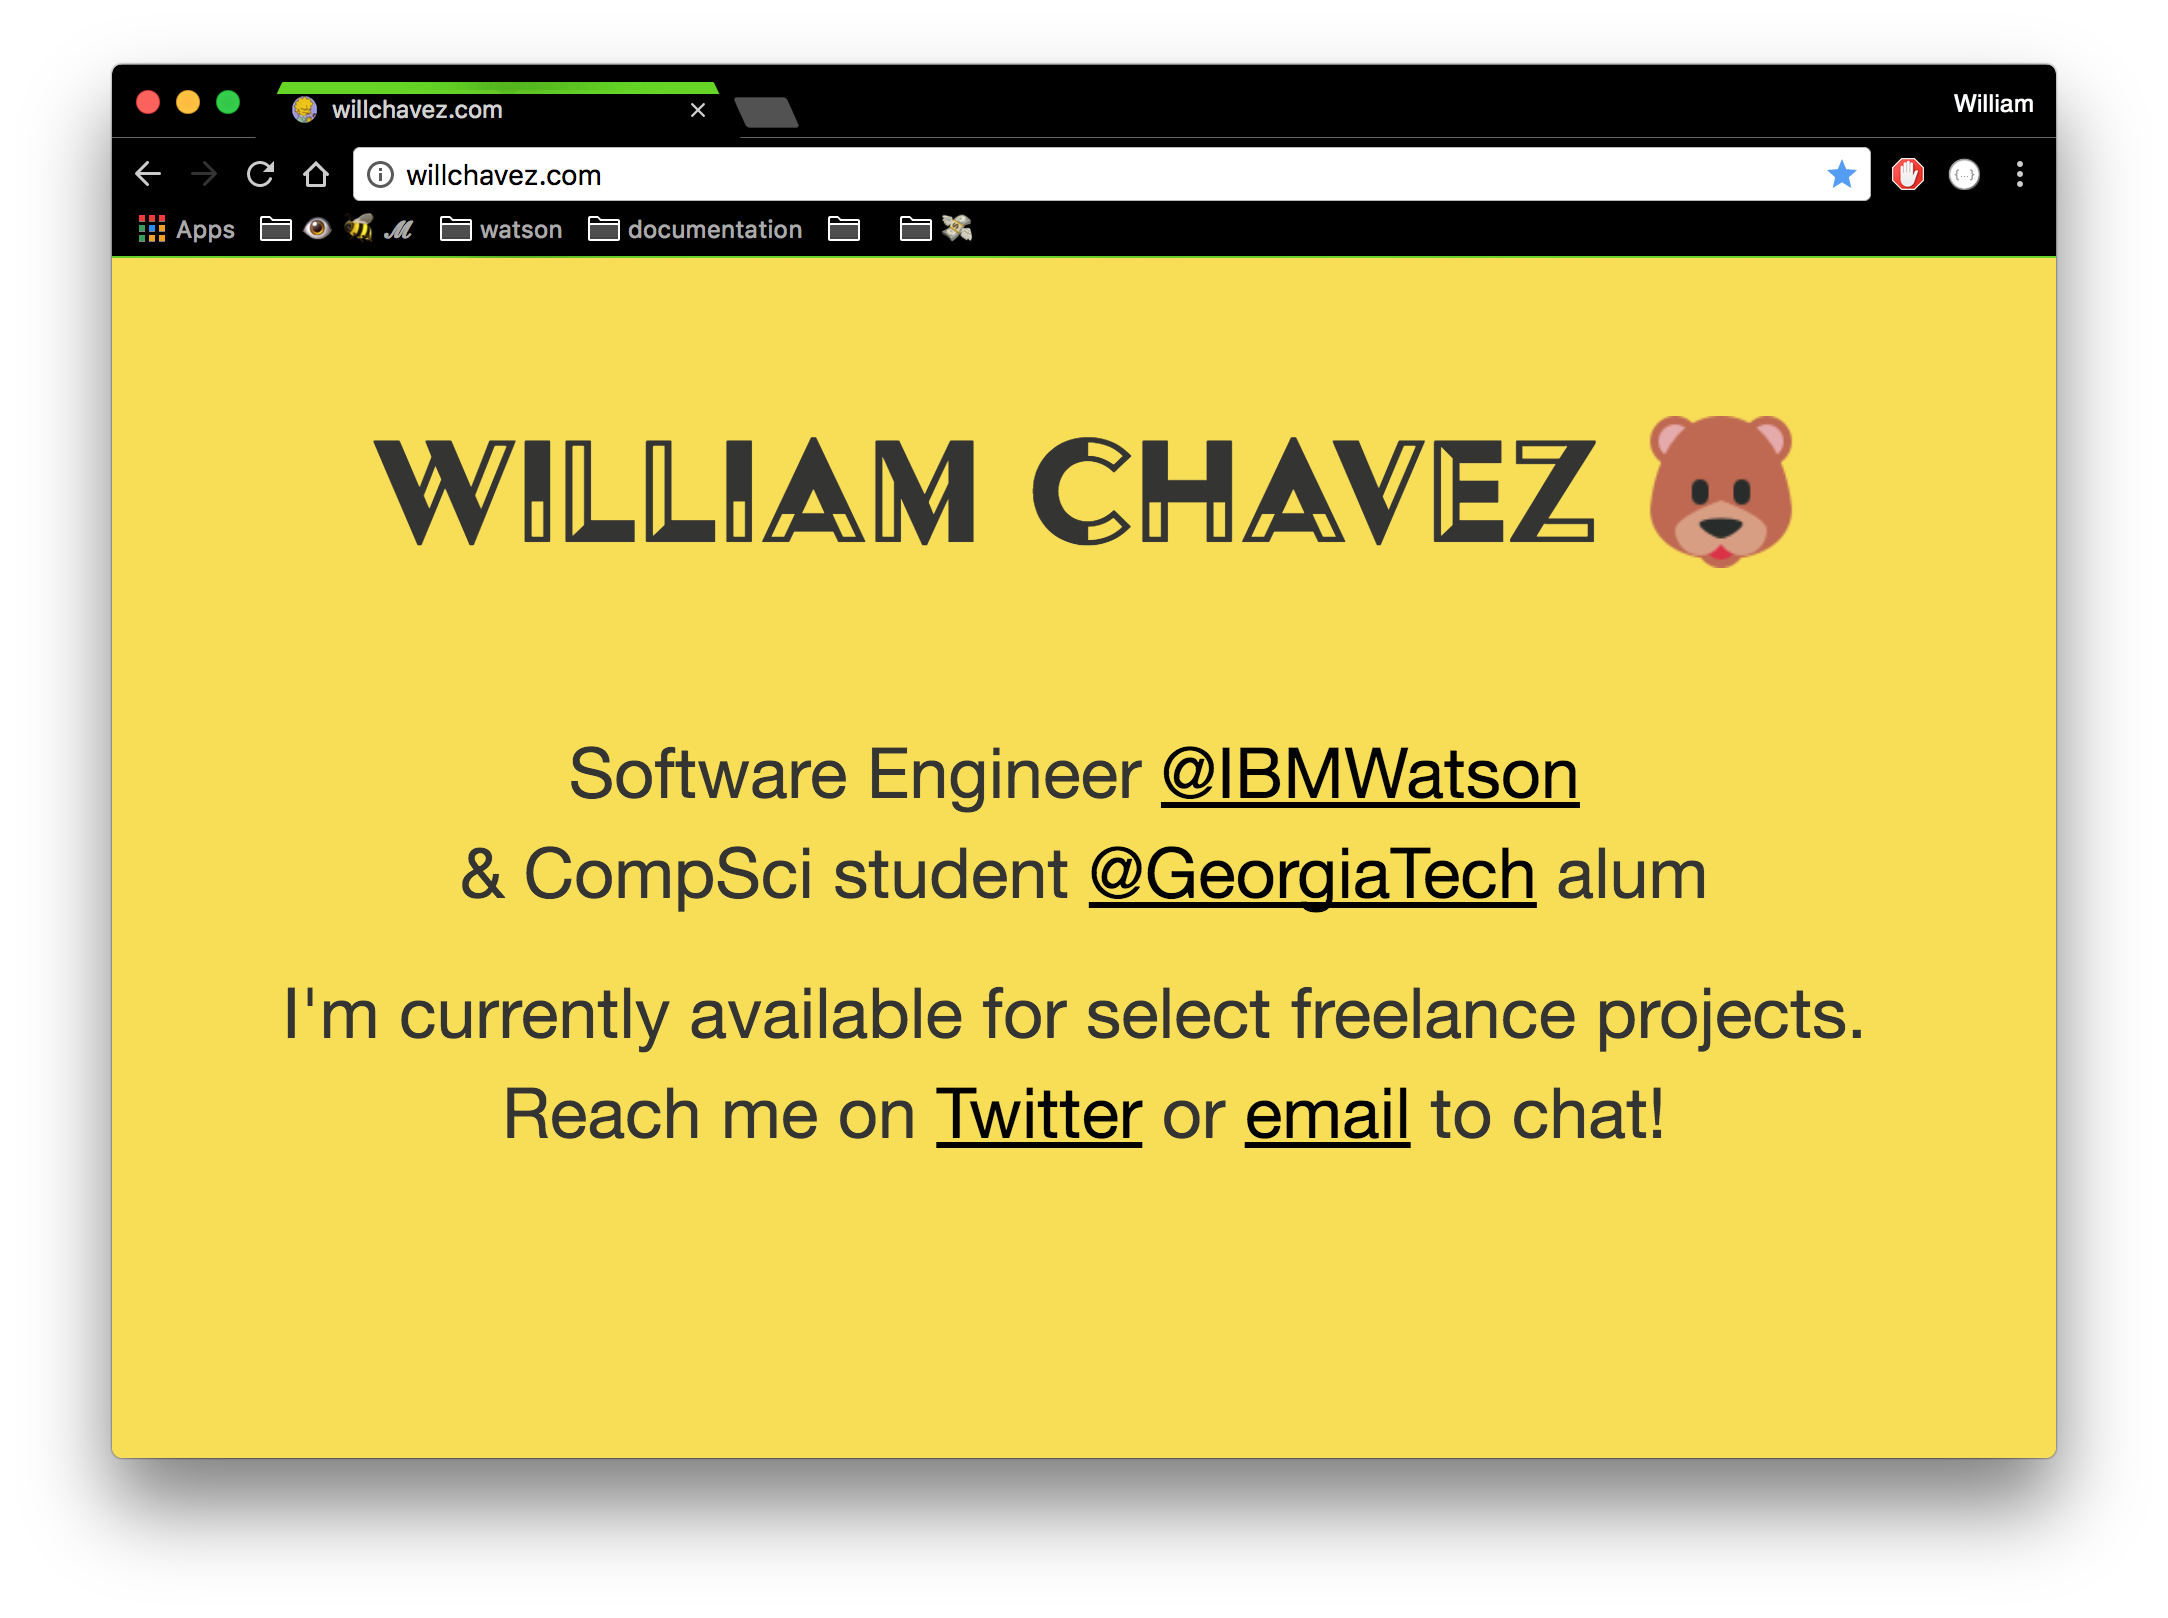 willchavez.com
William
willchavez.com
Apps 👁 🐝 ℳ watson documentation 💸
WILLIAM CHAVEZ 🐻
Software Engineer @IBMWatson
& CompSci student @GeorgiaTech alum
I'm currently available for select freelance projects.
Reach me on Twitter or email to chat!